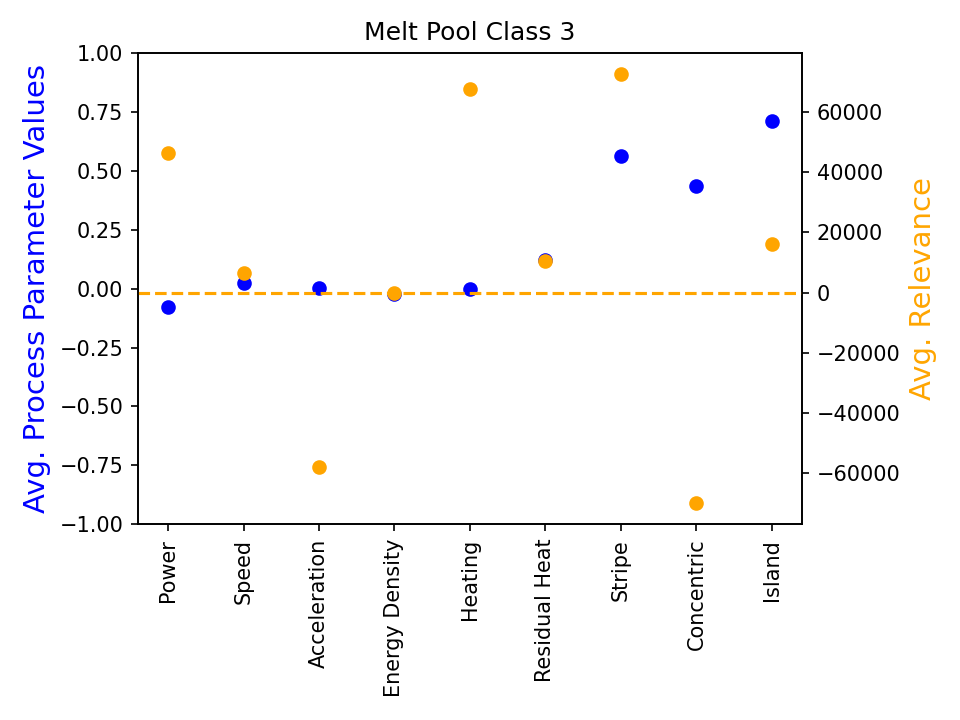 Melt Pool Class 3
Avg. Process Parameter Values
1.00
0.75
0.50
0.25
0.00
−0.25
−0.50
−0.75
−1.00
60000
40000
20000
0
−20000
−40000
−60000
Avg. Relevance
Power
Speed
Acceleration
Energy Density
Heating
Residual Heat
Stripe
Concentric
Island